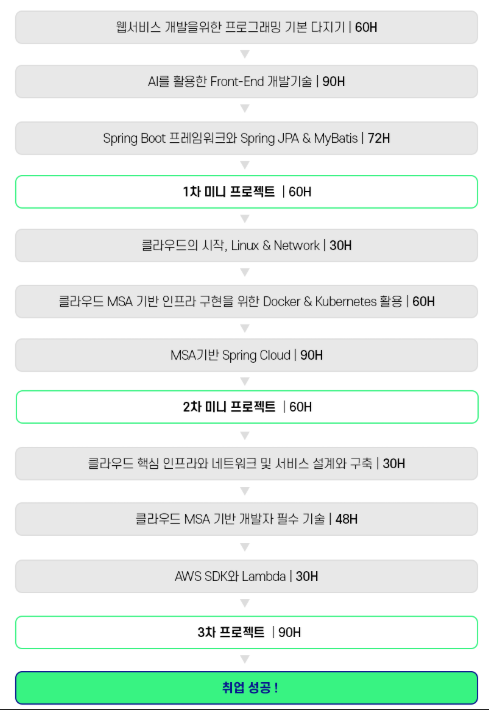 웹서비스 개발을위한 프로그래밍 기본 다지기 | 60H
AI를 활용한 Front-End 개발기술 | 90H
Spring Boot 프레임워크와 Spring JPA & MyBatis | 72H
1차 미니 프로젝트 | 60H
클라우드의 시작, Linux & Network | 30H
클라우드 MSA 기반 인프라 구현을 위한 Docker & Kubernetes 활용 | 60H
MSA기반 Spring Cloud | 90H
2차 미니 프로젝트 | 60H
클라우드 핵심 인프라와 네트워크 및 서비스 설계와 구축 | 30H
클라우드 MSA 기반 개발자 필수 기술 | 48H
AWS SDK와 Lambda | 30H
3차 프로젝트 | 90H
취업 성공 !